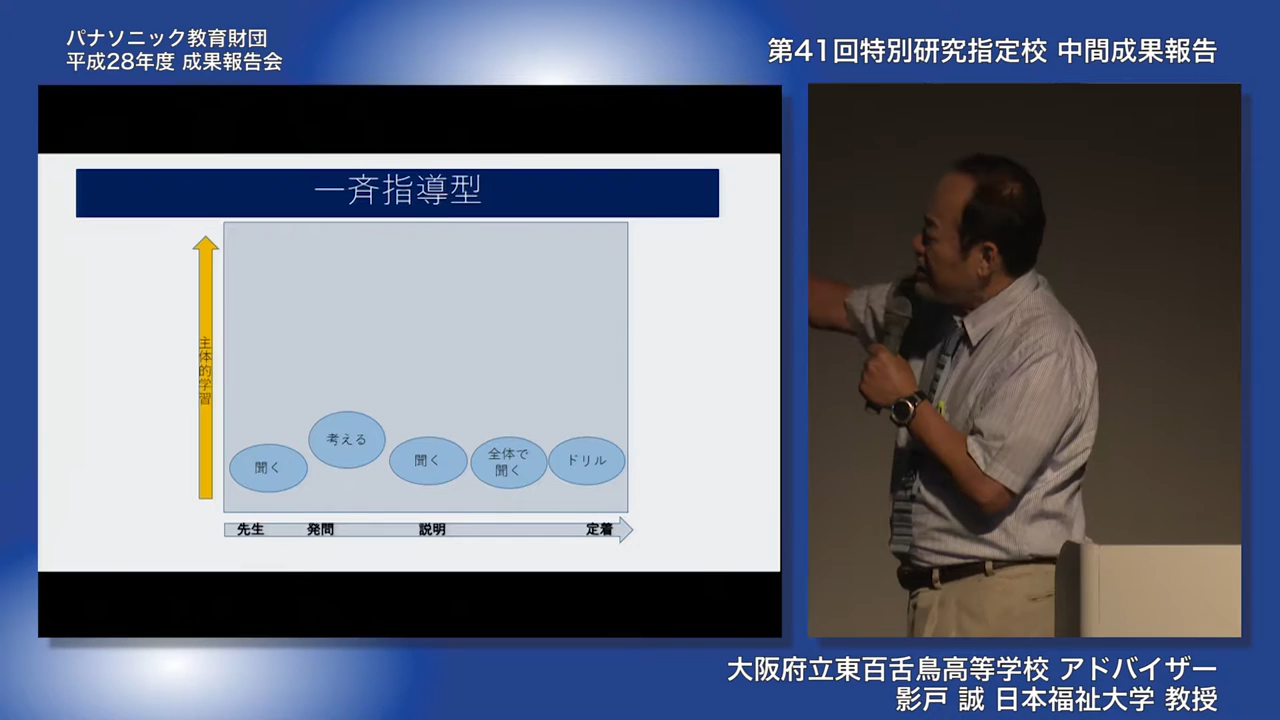 パナソニック教育財団
平成28年度 成果報告会
第41回特別研究指定校 中間成果報告
一斉指導型
主体的学習
聞く
考える
聞く
全体で
聞く
ドリル
先生 発問 説明 定着
大阪府立東百舌鳥高等学校 アドバイザー
影戸 誠 日本福祉大学 教授